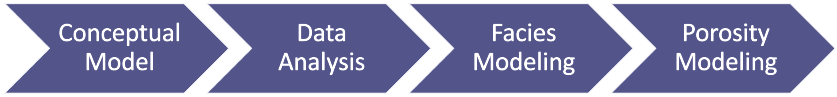 Conceptual
Model
Data
Analysis
Facies
Modeling
Porosity
Modeling